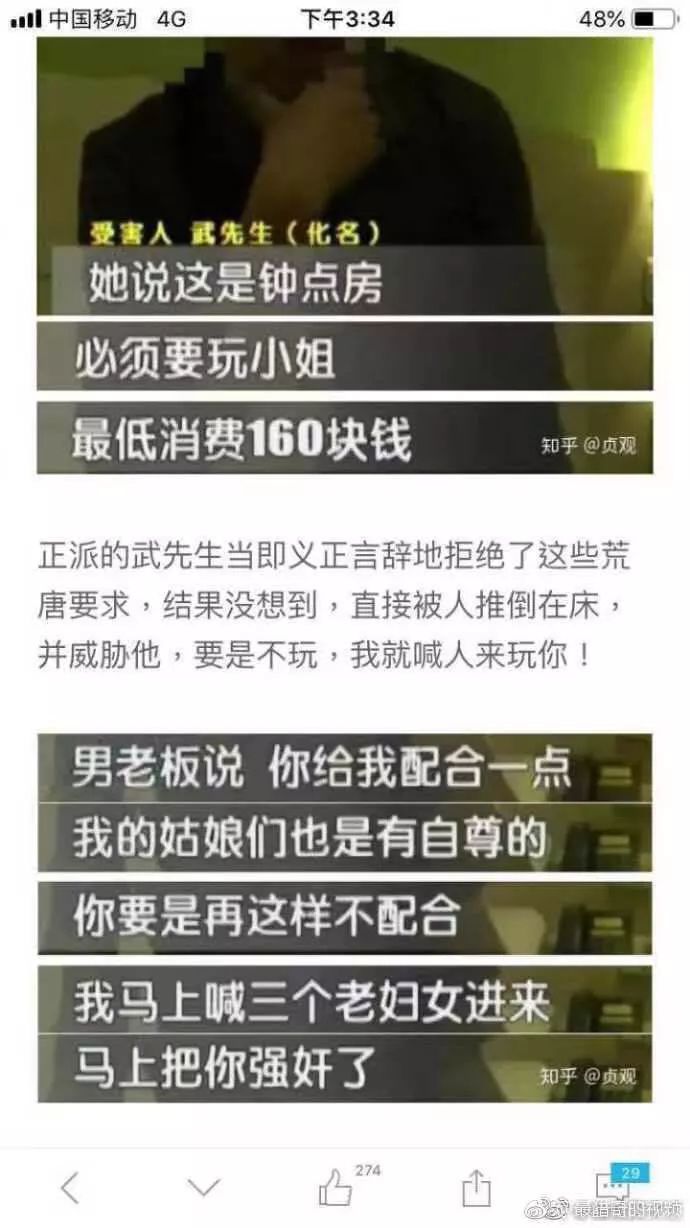 中国移动 4G 下午3:34 48%
受害人 武先生（化名）
她说这是钟点房
必须要玩小姐
最低消费160块钱
知乎 @贞观
正派的武先生当即义正言辞地拒绝了这些荒
唐要求，结果没想到，直接被人推倒在床，
并威胁他，要是不玩，我就喊人来玩你！
男老板说 你给我配合一点
我的姑娘们也是有自尊的
你要是再这样不配合
我马上喊三个老妇女进来
马上把你强奸了
知乎 @贞观
274
29
的视频